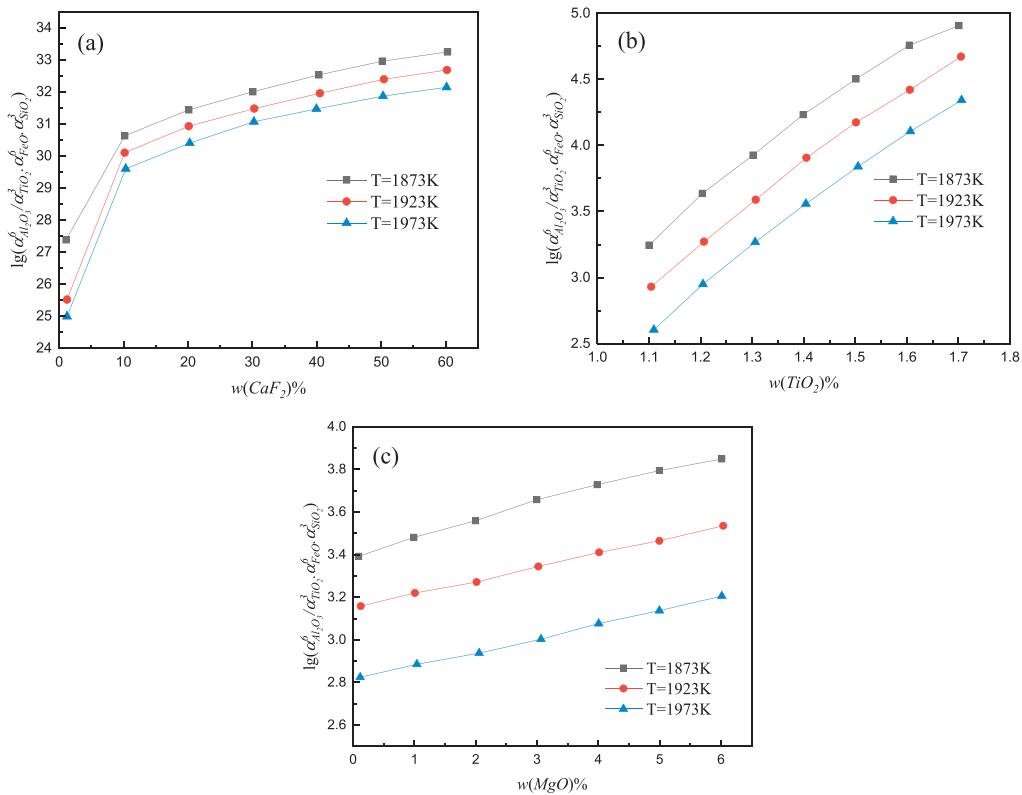 (a)
34
33
32
31
30
29
28
27
26
25
24
lg(α⁶Al₂O₃/α³TiO₂·α⁶FeO·α³SiO₂)
T=1873K
T=1923K
T=1973K
0 10 20 30 40 50 60
w(CaF₂)%
(b)
5.0
4.5
4.0
3.5
3.0
2.5
lg(α⁶Al₂O₃/α³TiO₂·α⁶FeO·α³SiO₂)
T=1873K
T=1923K
T=1973K
1.0 1.1 1.2 1.3 1.4 1.5 1.6 1.7 1.8
w(TiO₂)%
(c)
4.0
3.8
3.6
3.4
3.2
3.0
2.8
2.6
lg(α⁶Al₂O₃/α³TiO₂·α⁶FeO·α³SiO₂)
T=1873K
T=1923K
T=1973K
0 1 2 3 4 5 6
w(MgO)%